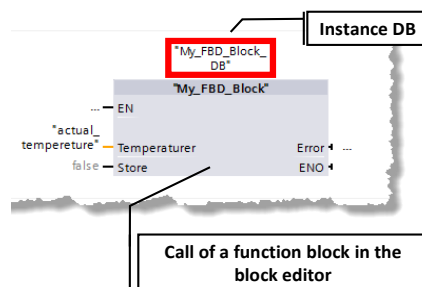 Instance DB
"My_FBD_Block_
DB"
"My_FBD_Block"
... EN
"actual_
tempereture" Temperaturer Error ...
false Store ENO
Call of a function block in the
block editor